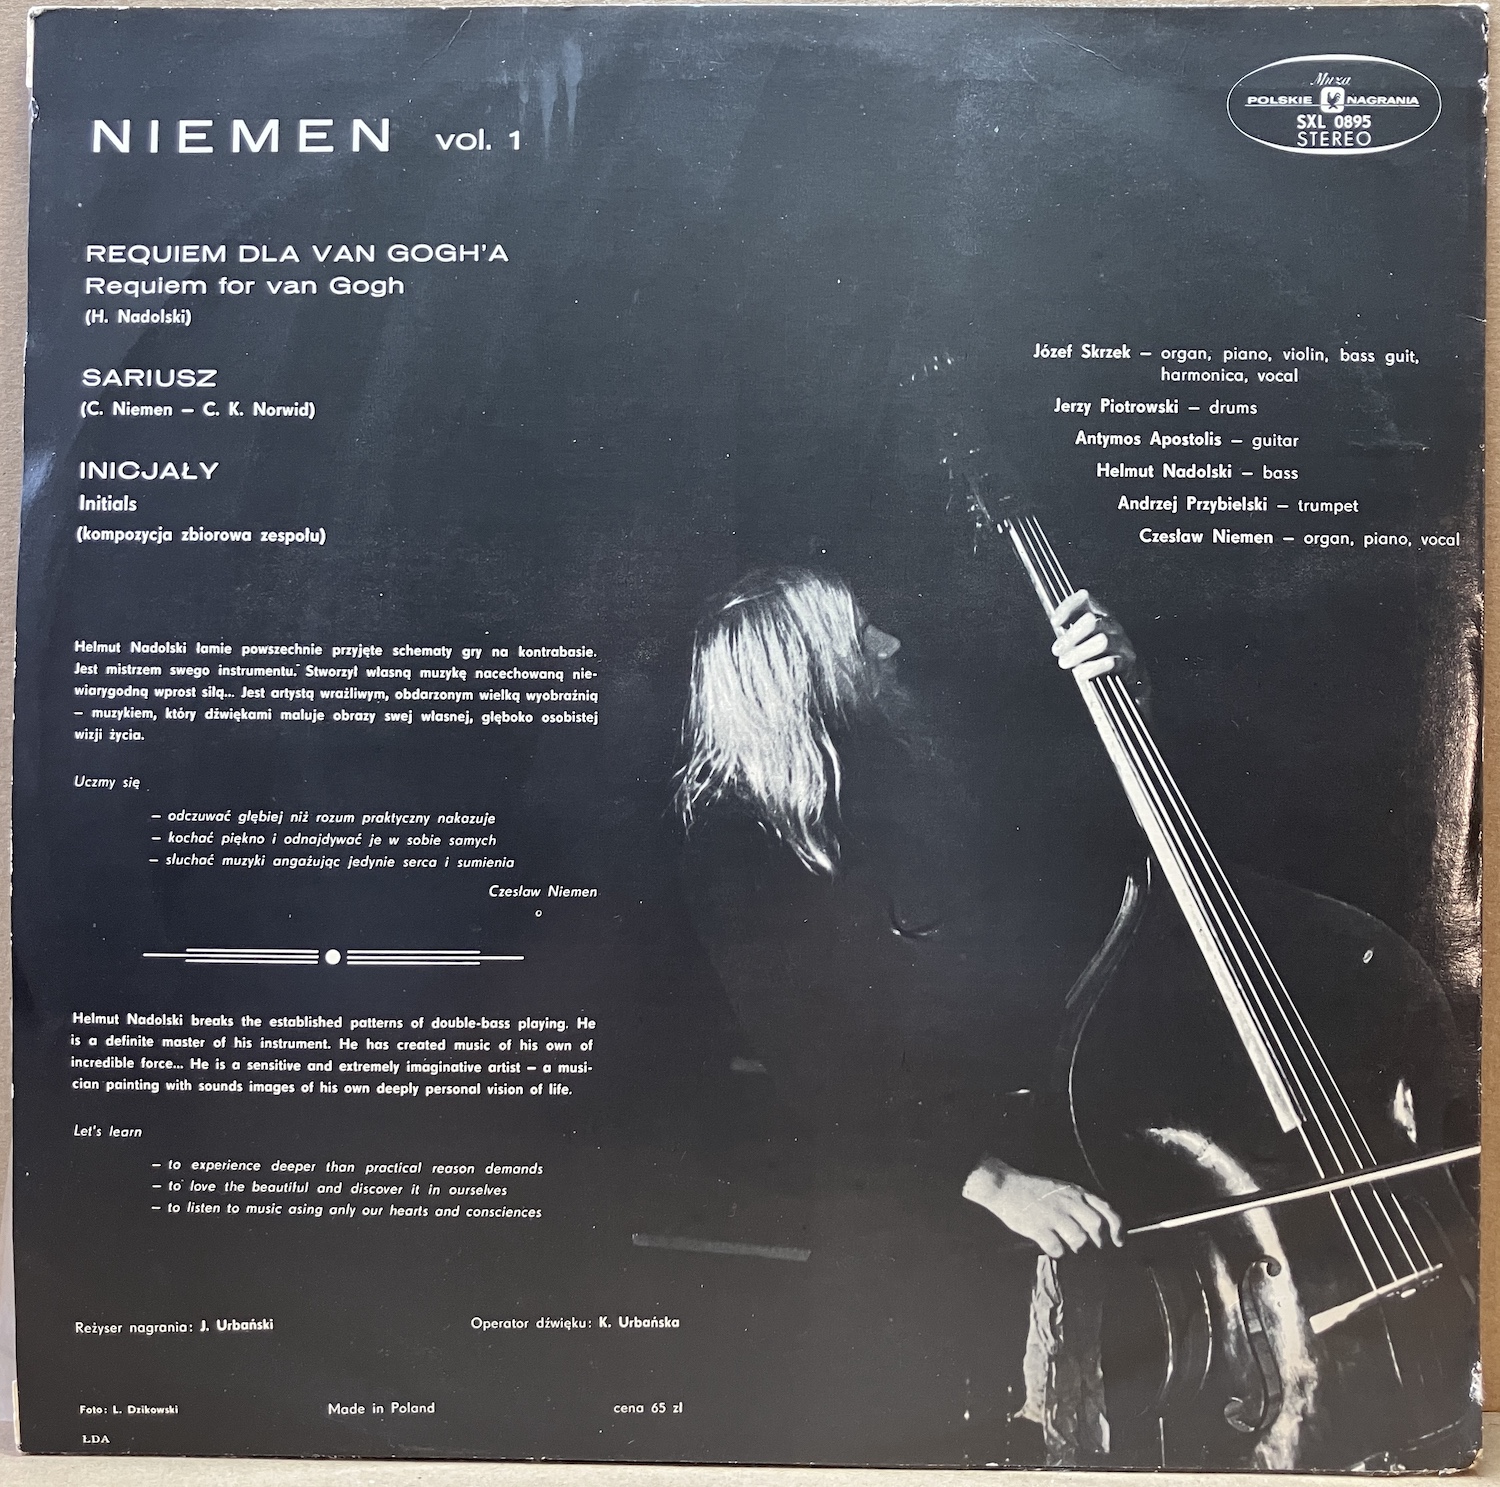 NIEMEN vol. 1
Muza
POLSKIE NAGRANIA
SXL 0895
STEREO
REQUIEM DLA VAN GOGH'A
Requiem for van Gogh
(H. Nadolski)
SARIUSZ
(C. Niemen – C. K. Norwid)
INICJAŁY
Initials
(kompozycja zbiorowa zespołu)
Józef Skrzek – organ, piano, violin, bass guit,
harmonica, vocal
Jerzy Piotrowski – drums
Antymos Apostolis – guitar
Helmut Nadolski – bass
Andrzej Przybielski – trumpet
Czesław Niemen – organ, piano, vocal
Helmut Nadolski łamie powszechnie przyjęte schematy gry na kontrabasie.
Jest mistrzem swego instrumentu. Stworzył własną muzykę nacechowaną nie-
wiarygodną wprost siłą... Jest artystą wrażliwym, obdarzonym wielką wyobraźnią
– muzykiem, który dźwiękami maluje obrazy swej własnej, głęboko osobistej
wizji życia.
Uczmy się
– odczuwać głębiej niż rozum praktyczny nakazuje
– kochać piękno i odnajdywać je w sobie samych
– słuchać muzyki angażując jedynie serca i sumienia
Czesław Niemen
Helmut Nadolski breaks the established patterns of double-bass playing. He
is a definite master of his instrument. He has created music of his own of
incredible force... He is a sensitive and extremely imaginative artist – a musi-
cian painting with sounds images of his own deeply personal vision of life.
Let's learn
– to experience deeper than practical reason demands
– to love the beautiful and discover it in ourselves
– to listen to music asing anly our hearts and consciences
Reżyser nagrania: J. Urbański
Operator dźwięku: K. Urbańska
Foto: L. Dzikowski
Made in Poland
cena 65 zł
ŁDA